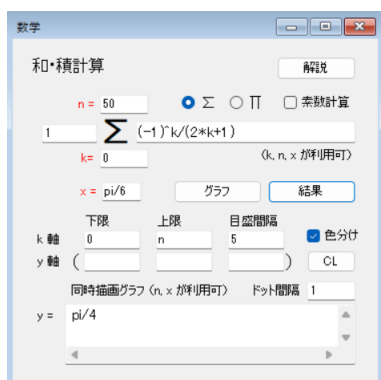 数学
和・積計算 解説
n = 50 Σ ∏ 素数計算
1 Σ (-1)^k/(2*k+1)
k= 0 (k, n, x が利用可)
x = pi/6 グラフ 結果
下限 上限 目盛間隔
k 軸 0 n 5 色分け
y 軸 ( ) CL
同時描画グラフ (n, x が利用可) ドット間隔 1
y = pi/4